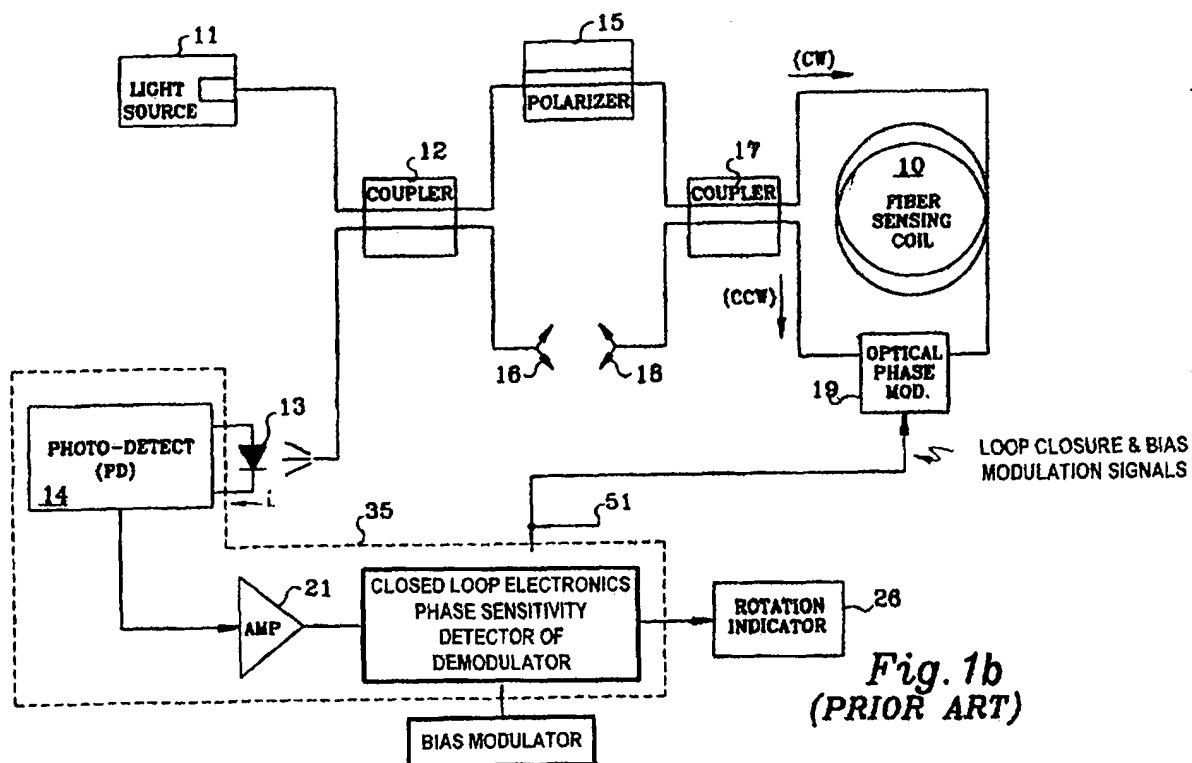 11
LIGHT
SOURCE
15
POLARIZER
(CW)
12
COUPLER
17
COUPLER
10
FIBER
SENSING
COIL
(CCW)
16
18
OPTICAL
PHASE
MOD.
19
PHOTO-DETECT
(PD)
14
13
i
LOOP CLOSURE & BIAS
MODULATION SIGNALS
35
51
21
AMP
CLOSED LOOP ELECTRONICS
PHASE SENSITIVITY
DETECTOR OF
DEMODULATOR
ROTATION
INDICATOR
26
BIAS MODULATOR
Fig. 1b
(PRIOR ART)